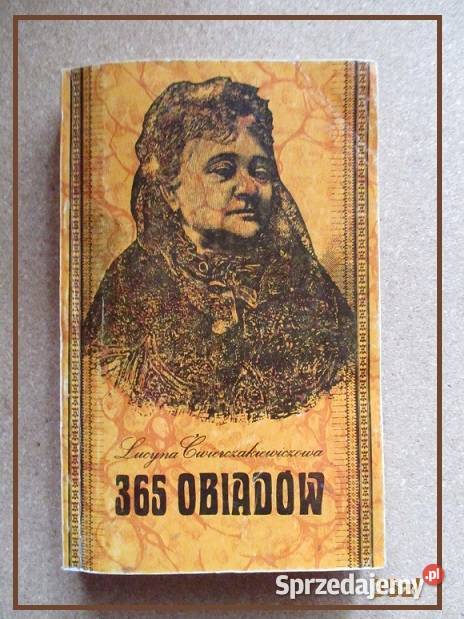 Lucyna Ćwierczakiewiczowa
365 OBIADÓW
Sprzedajemy.pl